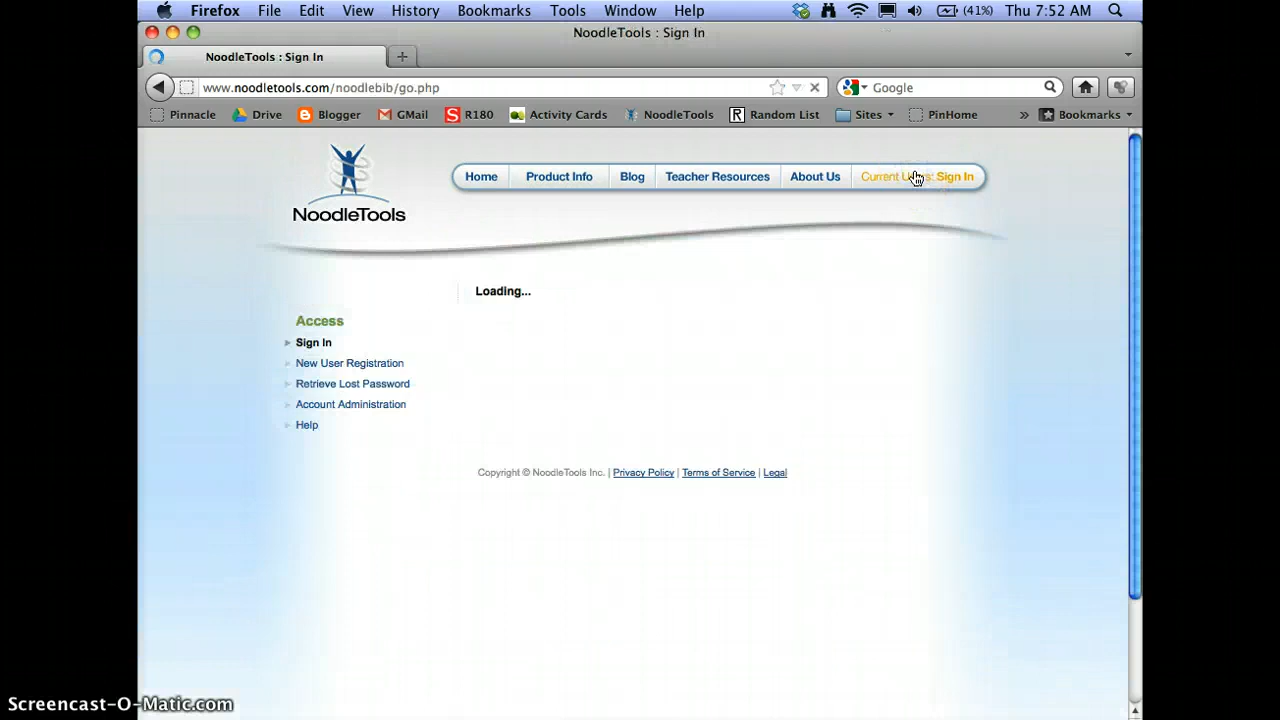 Firefox File Edit View History Bookmarks Tools Window Help (41%) Thu 7:52 AM
NoodleTools : Sign In
NoodleTools : Sign In
www.noodletools.com/noodlebib/go.php Google
Pinnacle Drive Blogger GMail S R180 Activity Cards NoodleTools R Random List Sites PinHome » Bookmarks
Home Product Info Blog Teacher Resources About Us Current Users: Sign In
NoodleTools
Loading...
Access
Sign In
New User Registration
Retrieve Lost Password
Account Administration
Help
Copyright © NoodleTools Inc. | Privacy Policy | Terms of Service | Legal
Screencast-O-Matic.com